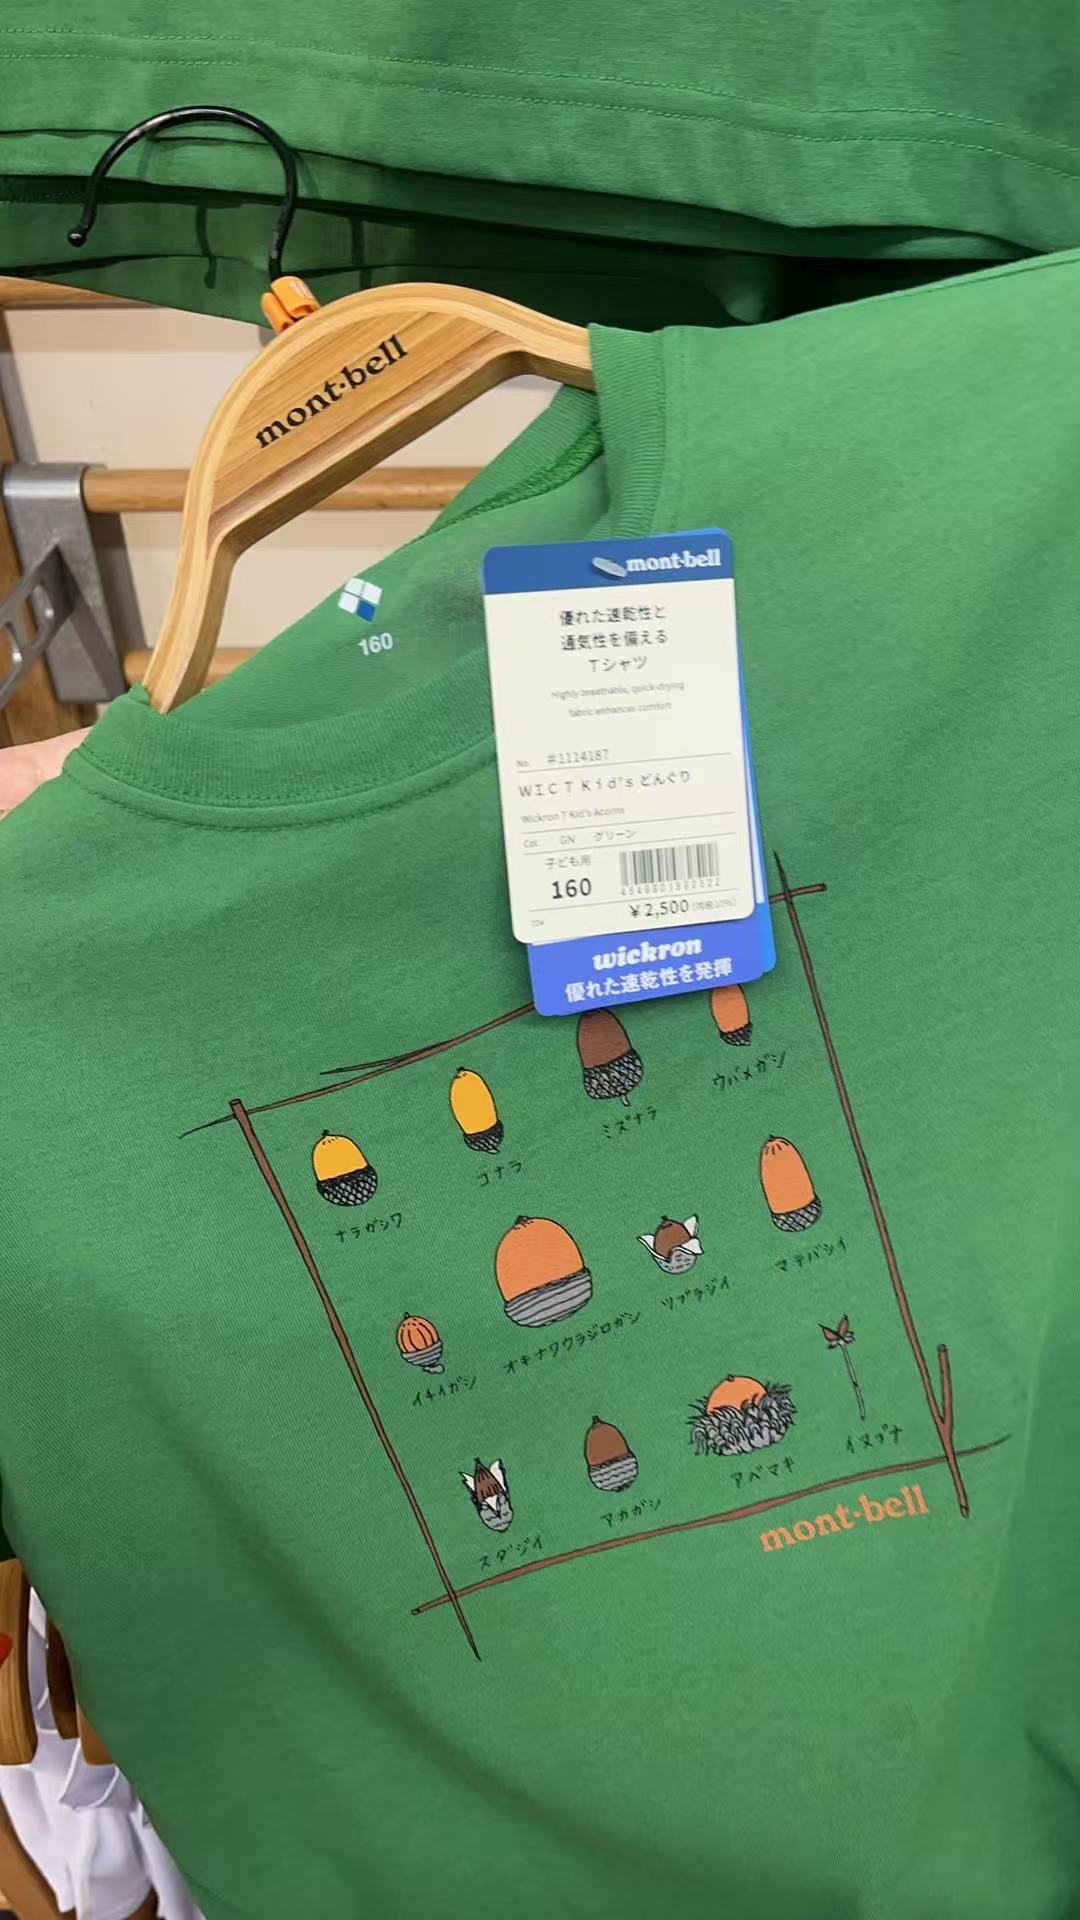 mont·bell
160
mont·bell
優れた速乾性と
通気性を備える
Tシャツ
Highly breathable, quick-drying
fabric enhances comfort
No. #1114187
WIC T Kid's どんぐり
Wickron T Kid's Acorns
Col. GN グリーン
子ども用
160
¥2,500(内税10%)
wickron
優れた速乾性を発揮
ナラガシワ
コナラ
ミズナラ
ウバメガシ
イチイガシ
オキナワウラジロガシ
ツブラジイ
マテバシイ
スダジイ
アカガシ
アベマキ
イヌブナ
mont·bell